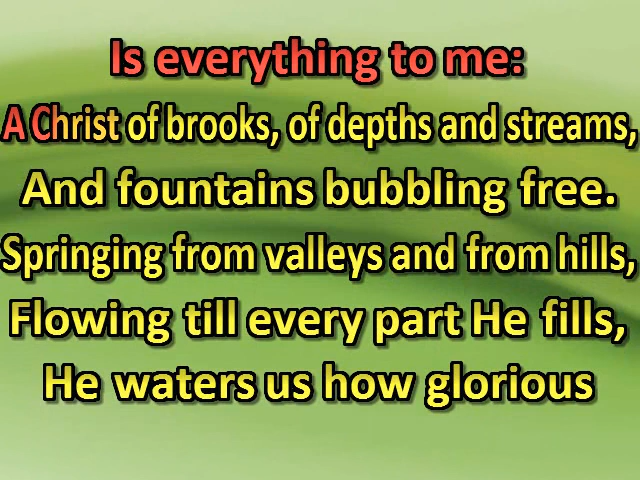 Is everything to me:
A Christ of brooks, of depths and streams,
And fountains bubbling free.
Springing from valleys and from hills,
Flowing till every part He fills,
He waters us how glorious